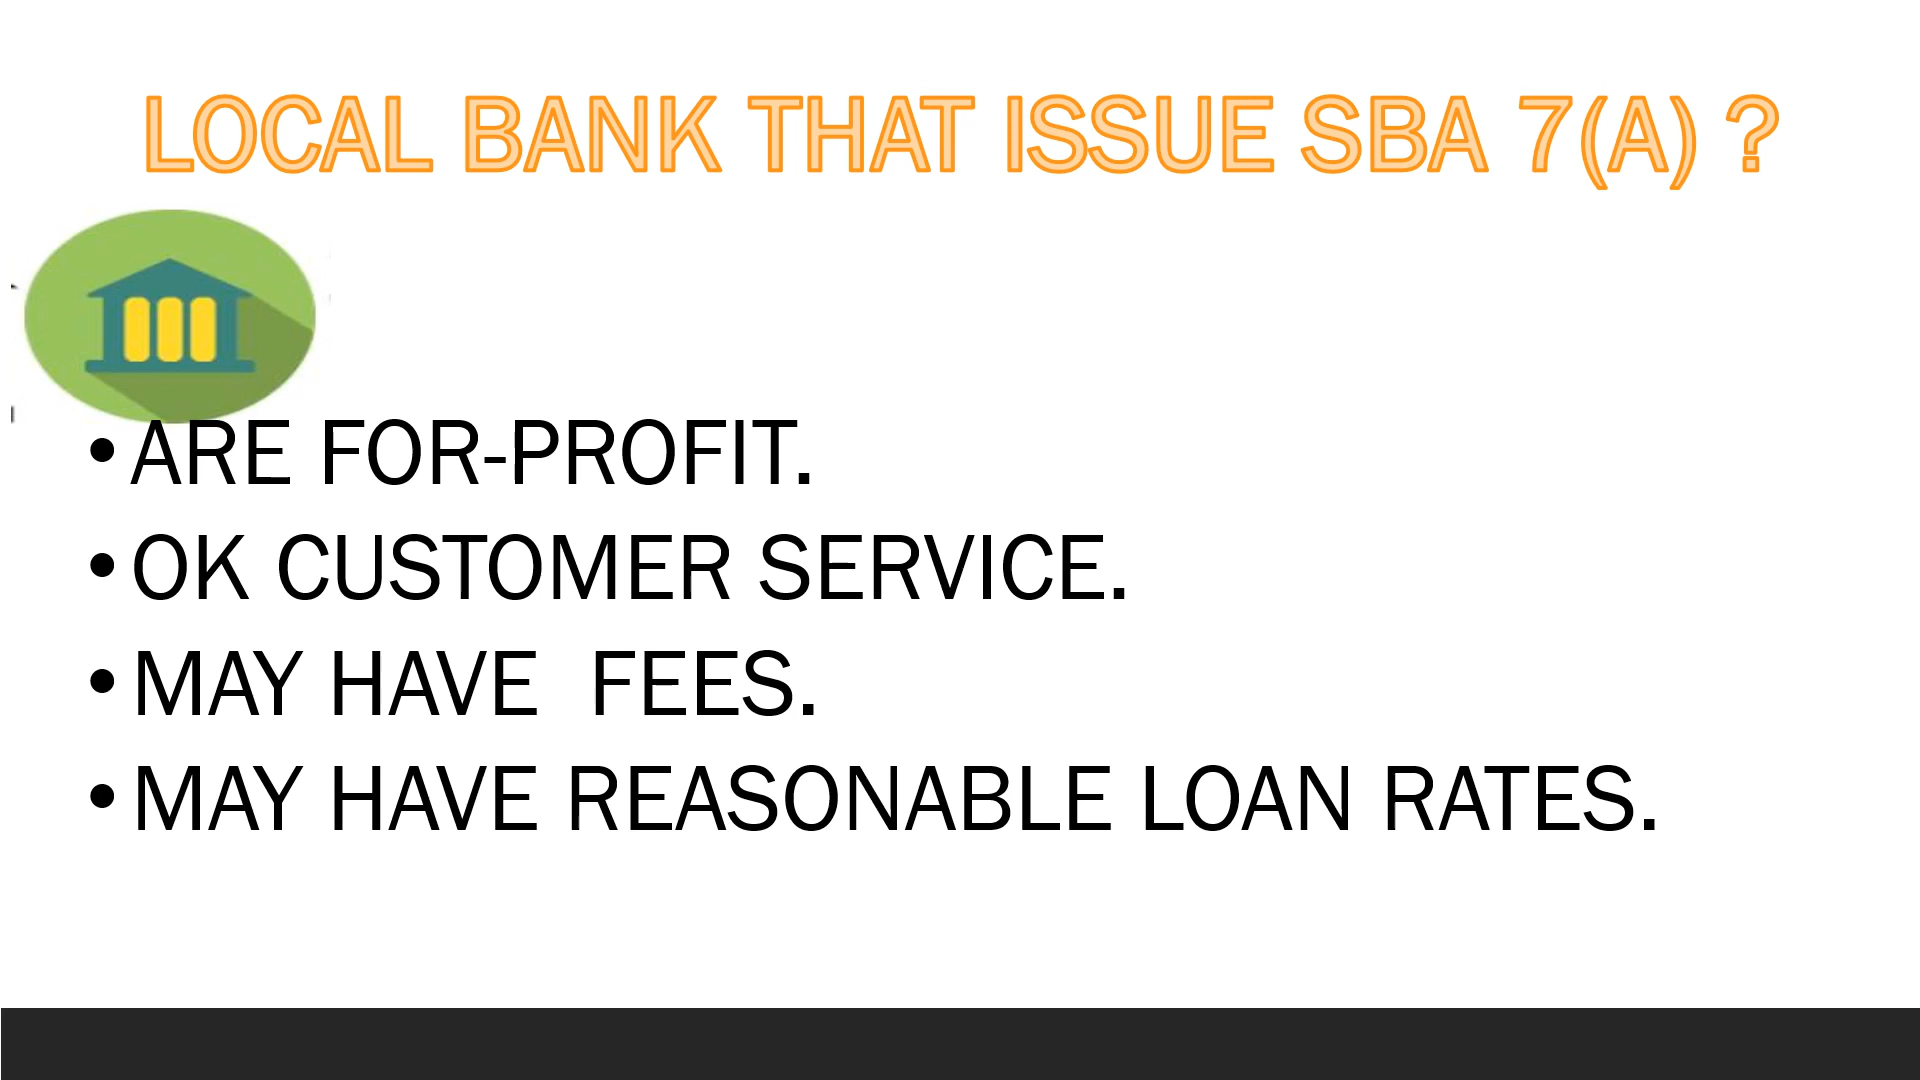 LOCAL BANK THAT ISSUE SBA 7(A) ?
• ARE FOR-PROFIT.
• OK CUSTOMER SERVICE.
• MAY HAVE  FEES.
• MAY HAVE REASONABLE LOAN RATES.